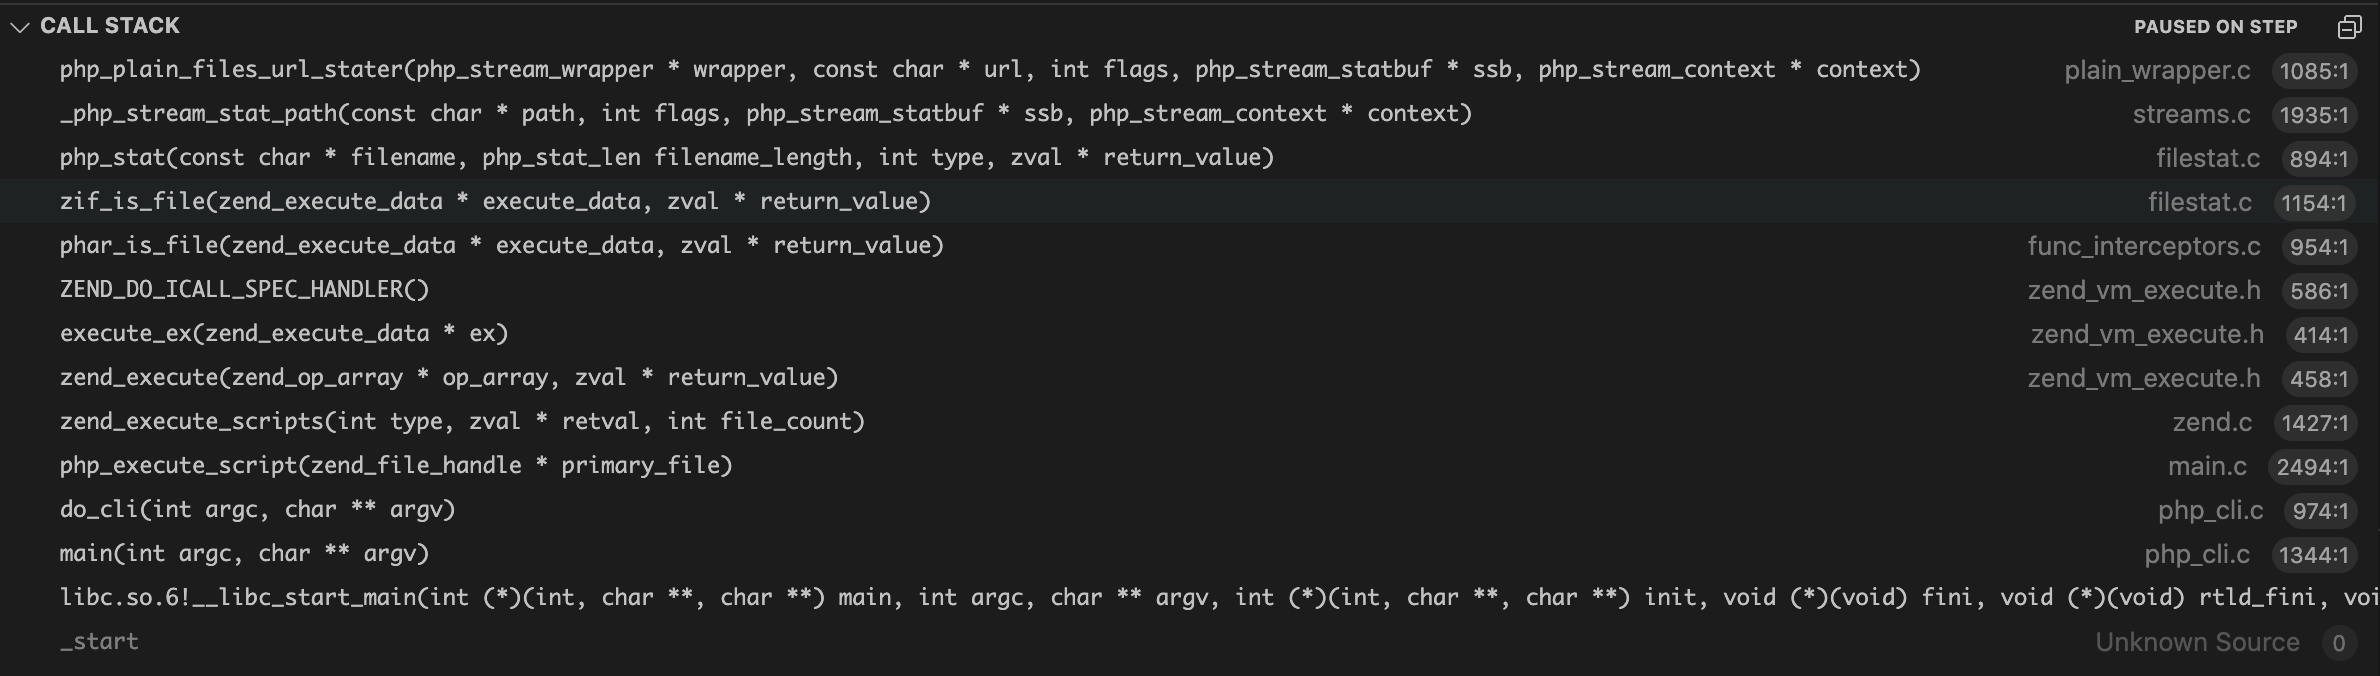 CALL STACK PAUSED ON STEP
php_plain_files_url_stater(php_stream_wrapper * wrapper, const char * url, int flags, php_stream_statbuf * ssb, php_stream_context * context) plain_wrapper.c 1085:1
_php_stream_stat_path(const char * path, int flags, php_stream_statbuf * ssb, php_stream_context * context) streams.c 1935:1
php_stat(const char * filename, php_stat_len filename_length, int type, zval * return_value) filestat.c 894:1
zif_is_file(zend_execute_data * execute_data, zval * return_value) filestat.c 1154:1
phar_is_file(zend_execute_data * execute_data, zval * return_value) func_interceptors.c 954:1
ZEND_DO_ICALL_SPEC_HANDLER() zend_vm_execute.h 586:1
execute_ex(zend_execute_data * ex) zend_vm_execute.h 414:1
zend_execute(zend_op_array * op_array, zval * return_value) zend_vm_execute.h 458:1
zend_execute_scripts(int type, zval * retval, int file_count) zend.c 1427:1
php_execute_script(zend_file_handle * primary_file) main.c 2494:1
do_cli(int argc, char ** argv) php_cli.c 974:1
main(int argc, char ** argv) php_cli.c 1344:1
libc.so.6!__libc_start_main(int (*)(int, char **, char **) main, int argc, char ** argv, int (*)(int, char **, char **) init, void (*)(void) fini, void (*)(void) rtld_fini, voi
_start Unknown Source 0